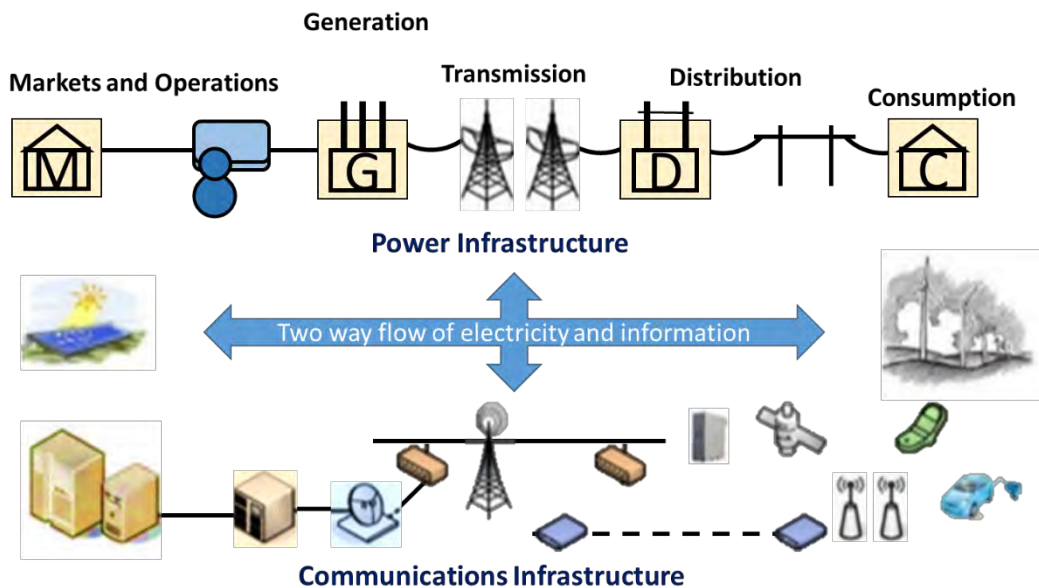 Generation
Markets and Operations
Transmission
Distribution
Consumption
M
G
D
C
Power Infrastructure
Two way flow of electricity and information
Communications Infrastructure